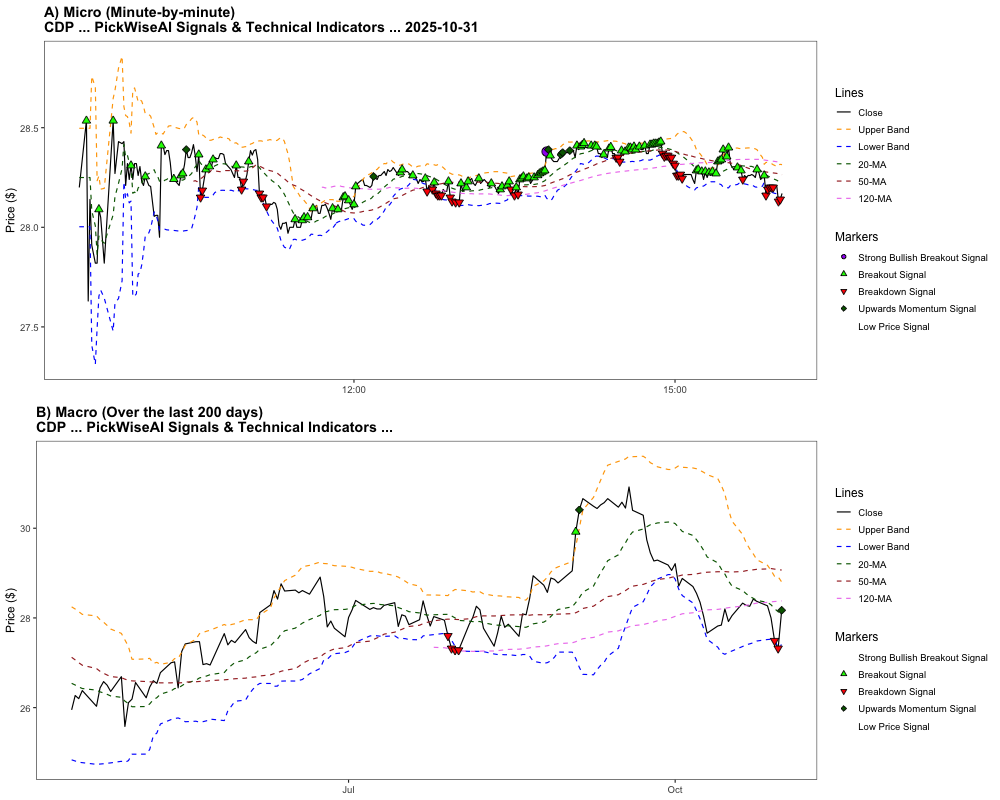 A) Micro (Minute-by-minute)
CDP ... PickWiseAI Signals & Technical Indicators ... 2025-10-31
Price ($)
28.5
28.0
27.5
12:00
15:00
Lines
Close
Upper Band
Lower Band
20-MA
50-MA
120-MA
Markers
Strong Bullish Breakout Signal
Breakout Signal
Breakdown Signal
Upwards Momentum Signal
Low Price Signal
B) Macro (Over the last 200 days)
CDP ... PickWiseAI Signals & Technical Indicators ...
Price ($)
30
28
26
Jul
Oct
Lines
Close
Upper Band
Lower Band
20-MA
50-MA
120-MA
Markers
Strong Bullish Breakout Signal
Breakout Signal
Breakdown Signal
Upwards Momentum Signal
Low Price Signal